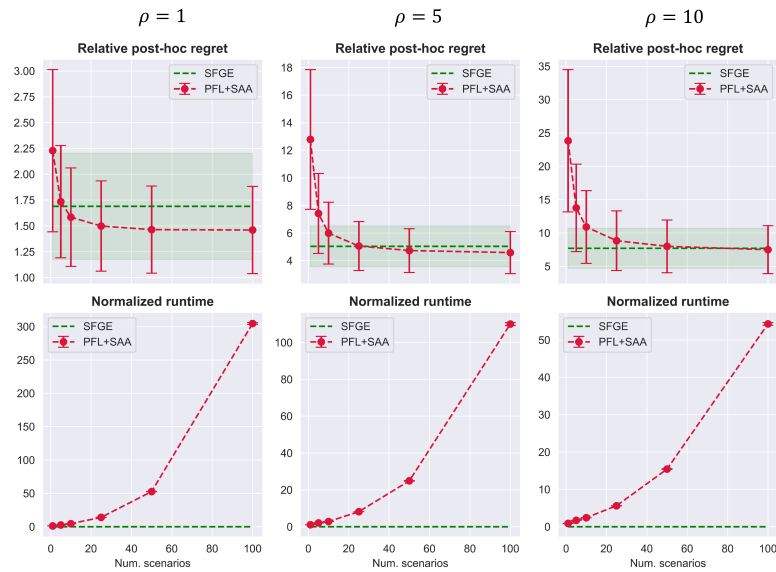 ρ = 1
ρ = 5
ρ = 10
Relative post-hoc regret
3.00
2.75
2.50
2.25
2.00
1.75
1.50
1.25
1.00
SFGE
PFL+SAA
Relative post-hoc regret
18
16
14
12
10
8
6
4
SFGE
PFL+SAA
Relative post-hoc regret
35
30
25
20
15
10
5
SFGE
PFL+SAA
Normalized runtime
300
250
200
150
100
50
0
SFGE
PFL+SAA
0 20 40 60 80 100
Num. scenarios
Normalized runtime
100
80
60
40
20
0
SFGE
PFL+SAA
0 20 40 60 80 100
Num. scenarios
Normalized runtime
50
40
30
20
10
0
SFGE
PFL+SAA
0 20 40 60 80 100
Num. scenarios